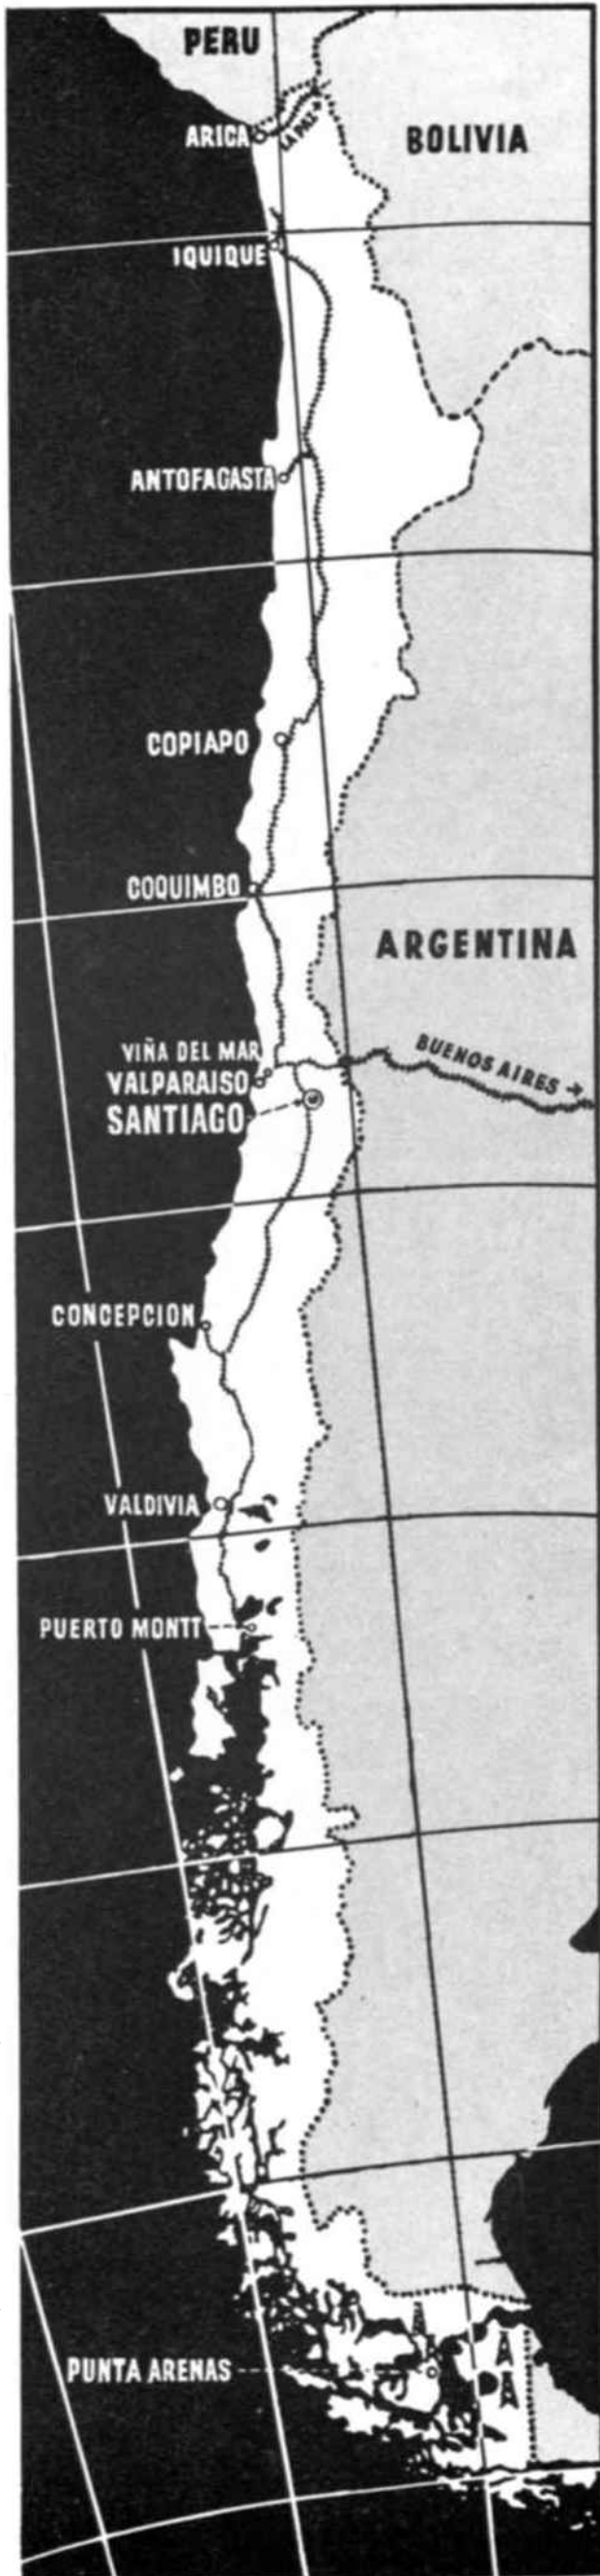 PERU
ARICA
LA PAZ
BOLIVIA
IQUIQUE
ANTOFAGASTA
COPIAPO
COQUIMBO
ARGENTINA
VIÑA DEL MAR
BUENOS AIRES →
VALPARAISO
SANTIAGO
CONCEPCION
VALDIVIA
PUERTO MONTT
PUNTA ARENAS